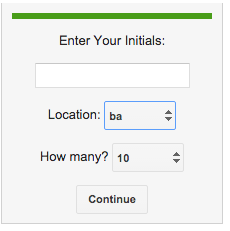 Enter Your Initials:
Location: ba
How many? 10
Continue